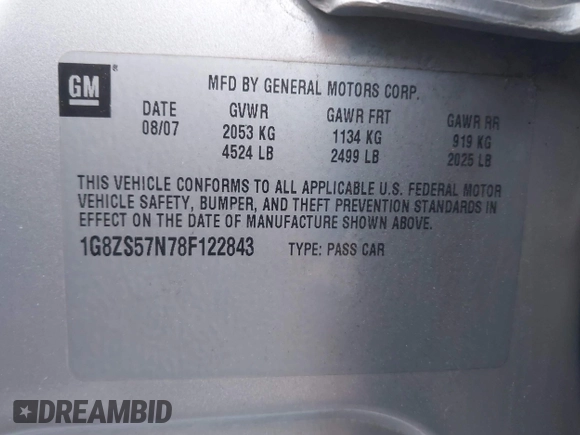 GM ®
MFD BY GENERAL MOTORS CORP.
DATE GVWR GAWR FRT GAWR RR
08/07 2053 KG 1134 KG 919 KG
4524 LB 2499 LB 2025 LB
THIS VEHICLE CONFORMS TO ALL APPLICABLE U.S. FEDERAL MOTOR
VEHICLE SAFETY, BUMPER, AND THEFT PREVENTION STANDARDS IN
EFFECT ON THE DATE OF MANUFACTURE SHOWN ABOVE.
1G8ZS57N78F122843 TYPE: PASS CAR
DREAMBID